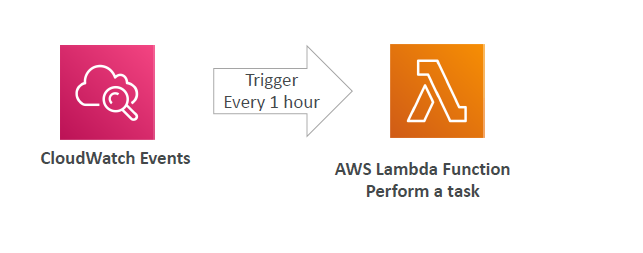 Trigger
Every 1 hour
CloudWatch Events
AWS Lambda Function
Perform a task